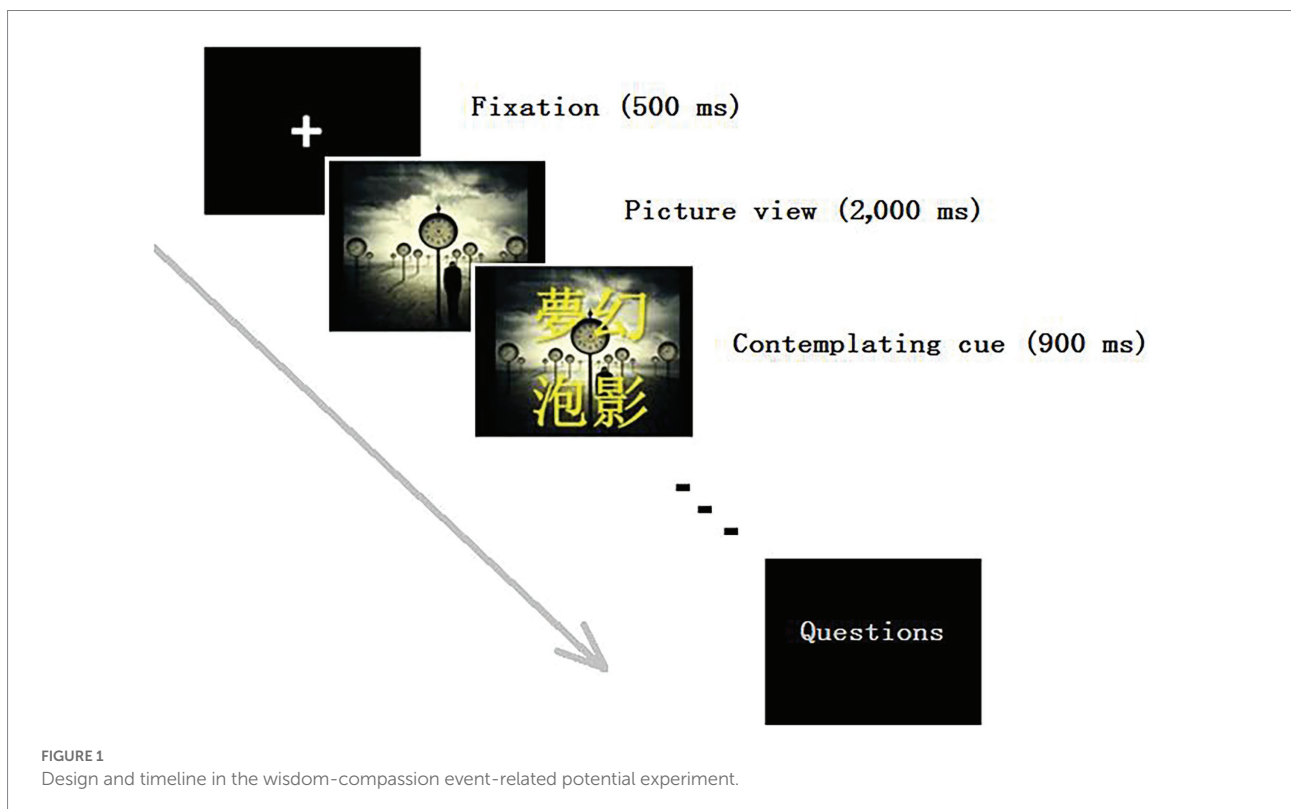 Fixation (500 ms)
Picture view (2,000 ms)
夢幻
泡影
Contemplating cue (900 ms)
Questions
FIGURE 1
Design and timeline in the wisdom-compassion event-related potential experiment.